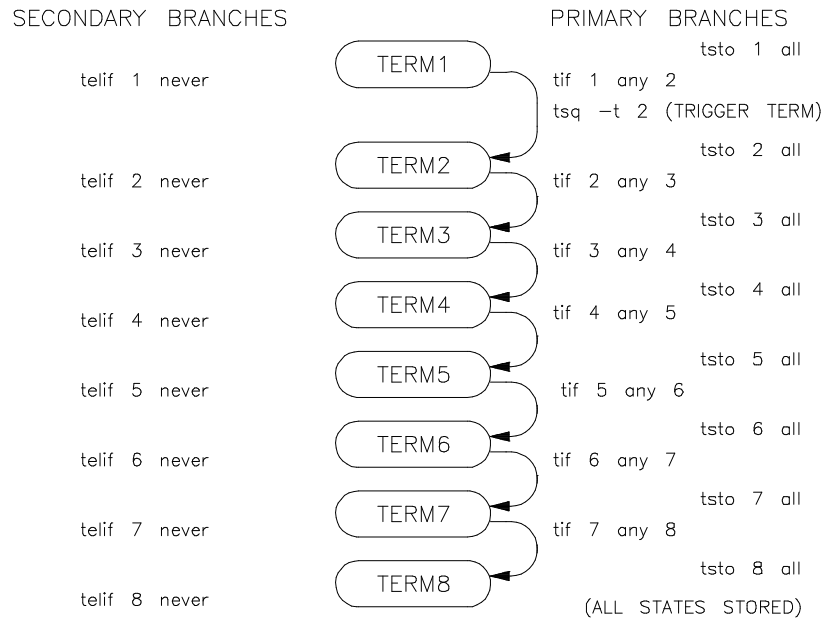 SECONDARY BRANCHES
PRIMARY BRANCHES
TERM1
tsto 1 all
telif 1 never
tif 1 any 2
tsq -t 2 (TRIGGER TERM)
TERM2
tsto 2 all
telif 2 never
tif 2 any 3
TERM3
tsto 3 all
telif 3 never
tif 3 any 4
TERM4
tsto 4 all
telif 4 never
tif 4 any 5
TERM5
tsto 5 all
telif 5 never
tif 5 any 6
TERM6
tsto 6 all
telif 6 never
tif 6 any 7
TERM7
tsto 7 all
telif 7 never
tif 7 any 8
TERM8
tsto 8 all
telif 8 never
(ALL STATES STORED)